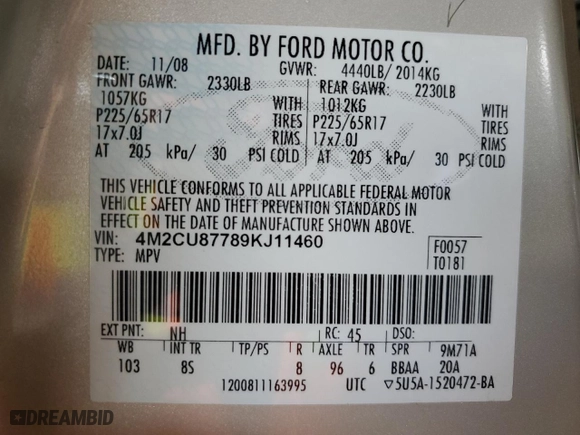 MFD. BY FORD MOTOR CO.
DATE: 11/08 GVWR: 4440LB/ 2014KG
FRONT GAWR: 2330LB REAR GAWR: 2230LB
1057KG WITH 1012KG WITH
P225/65R17 TIRES P225/65R17 TIRES
17x7.0J RIMS 17x7.0J RIMS
AT 205 kPa/ 30 PSI COLD AT 205 kPa/ 30 PSI COLD
THIS VEHICLE CONFORMS TO ALL APPLICABLE FEDERAL MOTOR
VEHICLE SAFETY AND THEFT PREVENTION STANDARDS IN
EFFECT ON THE DATE OF MANUFACTURE SHOWN ABOVE.
VIN: 4M2CU87789KJ11460 F0057
TYPE: MPV T0181
EXT PNT: NH RC: 45 DSO:
WB INT TR TP/PS R AXLE TR SPR 9M71A
103 8S 8 96 6 BBAA 20A
1200811163995 UTC ▽5U5A-1520472-BA
Ford
DREAMBID